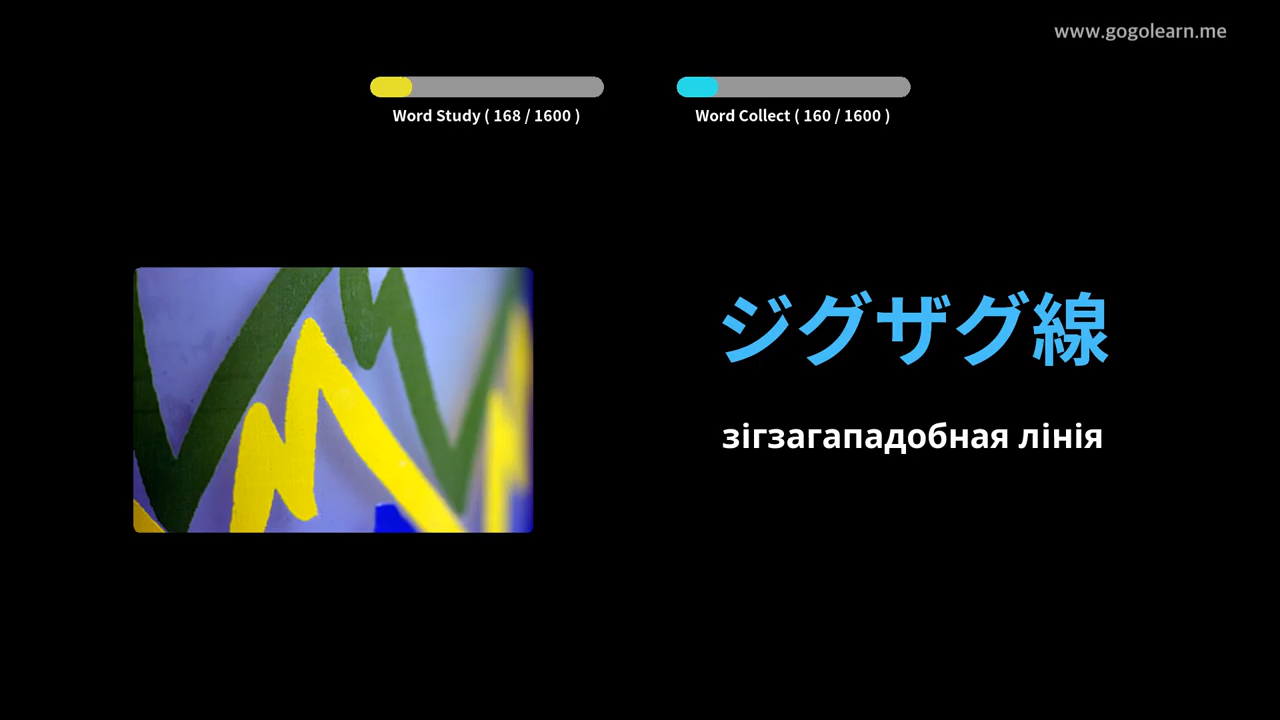 www.gogolearn.me
Word Study ( 168 / 1600 )
Word Collect ( 160 / 1600 )
ジグザグ線
зігзагападобная лінія